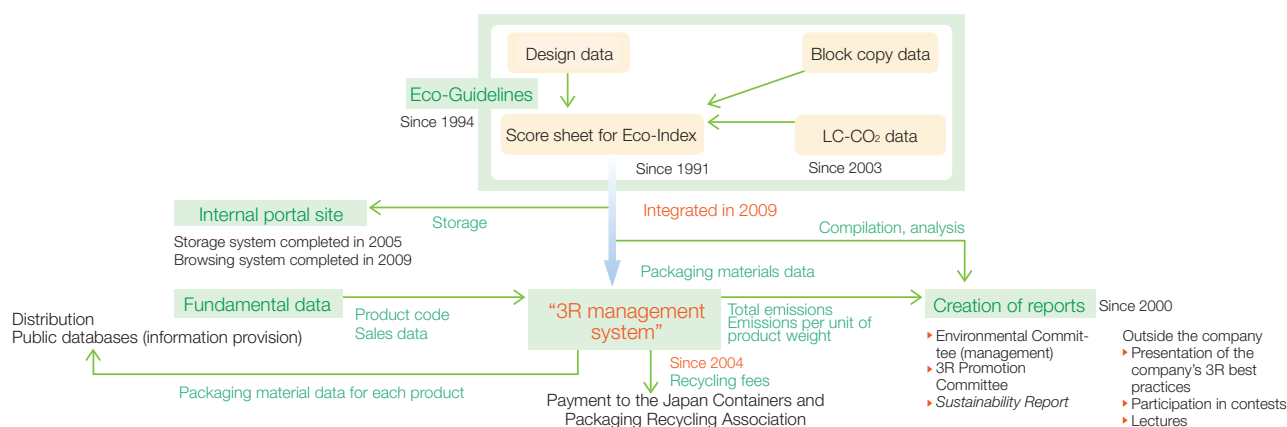 Design data
Block copy data
Eco-Guidelines
Since 1994
Score sheet for Eco-Index
LC-CO₂ data
Since 1991
Since 2003
Internal portal site
Storage
Integrated in 2009
Storage system completed in 2005
Browsing system completed in 2009
Compilation, analysis
Packaging materials data
Fundamental data
Product code
Sales data
“3R management
system”
Total emissions
Emissions per unit of
product weight
Creation of reports
Since 2000
Distribution
Public databases (information provision)
Packaging material data for each product
Since 2004
Recycling fees
Payment to the Japan Containers and
Packaging Recycling Association
Environmental Commit-
tee (management)
3R Promotion
Committee
Sustainability Report
Outside the company
Presentation of the
company’s 3R best
practices
Participation in contests
Lectures